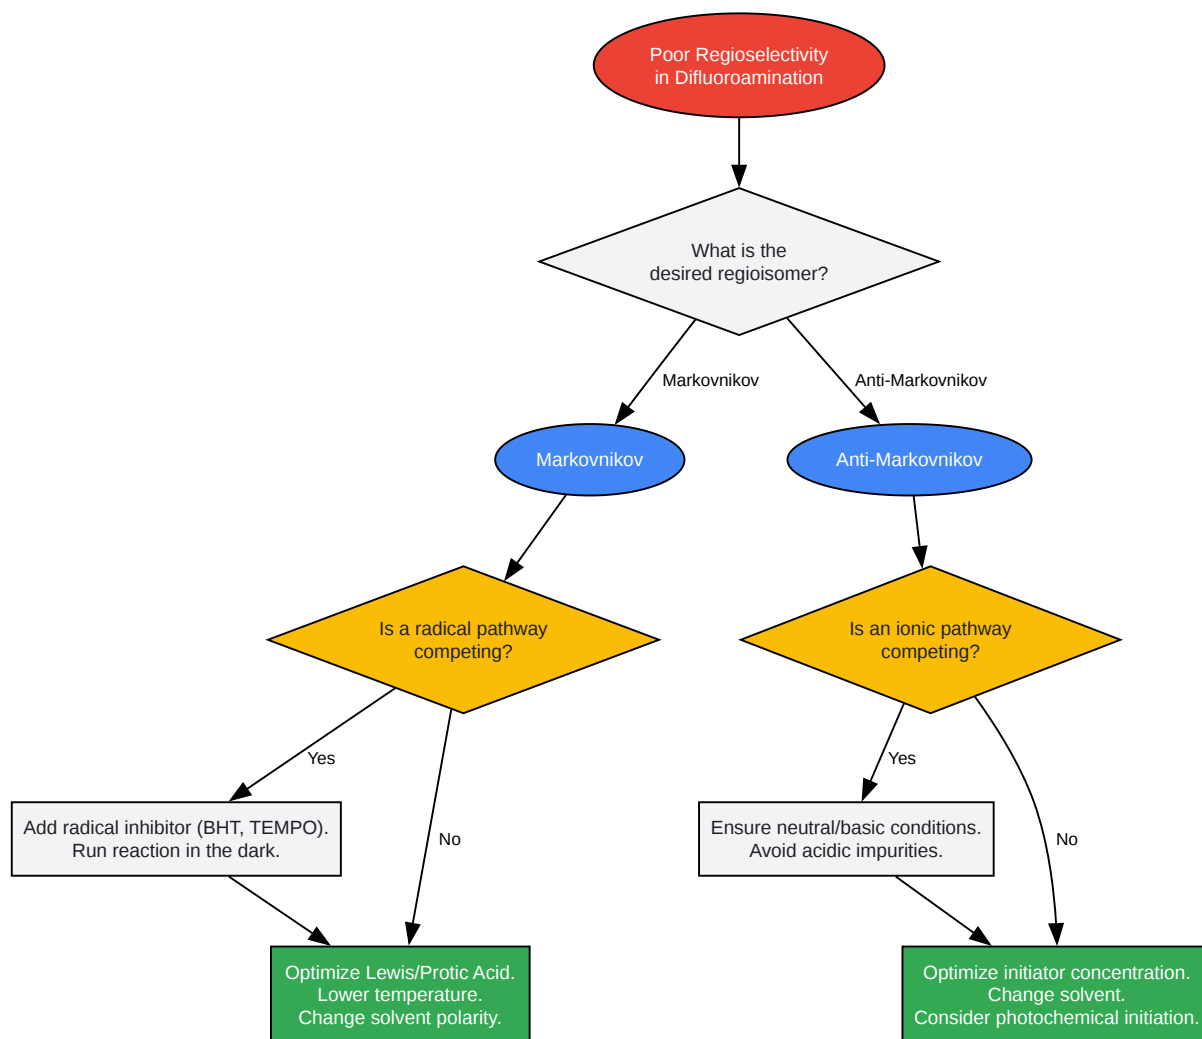 Poor Regioselectivity
in Difluoroamination
What is the
desired regioisomer?
Markovnikov
Anti-Markovnikov
Markovnikov
Anti-Markovnikov
Is a radical pathway
competing?
Is an ionic pathway
competing?
Yes
Yes
Add radical inhibitor (BHT, TEMPO).
Run reaction in the dark.
No
Ensure neutral/basic conditions.
Avoid acidic impurities.
No
Optimize Lewis/Protic Acid.
Lower temperature.
Change solvent polarity.
Optimize initiator concentration.
Change solvent.
Consider photochemical initiation.